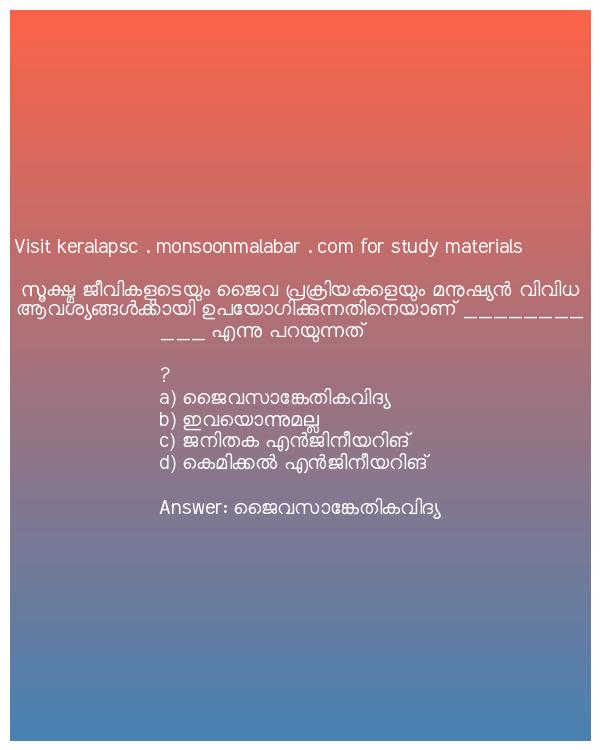 Visit keralapsc . monsoonmalabar . com for study materials
സൂക്ഷ്മ ജീവികളുടെയും ജൈവ പ്രക്രിയകളെയും മനുഷ്യൻ വിവിധ
ആവശ്യങ്ങൾക്കായി ഉപയോഗിക്കുന്നതിനെയാണ് _ _ _ _ _ _ _ _
_ _ _ എന്നു പറയുന്നത്
?
a) ജൈവസാങ്കേതികവിദ്യ
b) ഇവയൊന്നുമല്ല
c) ജനിതക എൻജിനീയറിങ്
d) കെമിക്കൽ എൻജിനീയറിങ്
Answer: ജൈവസാങ്കേതികവിദ്യ